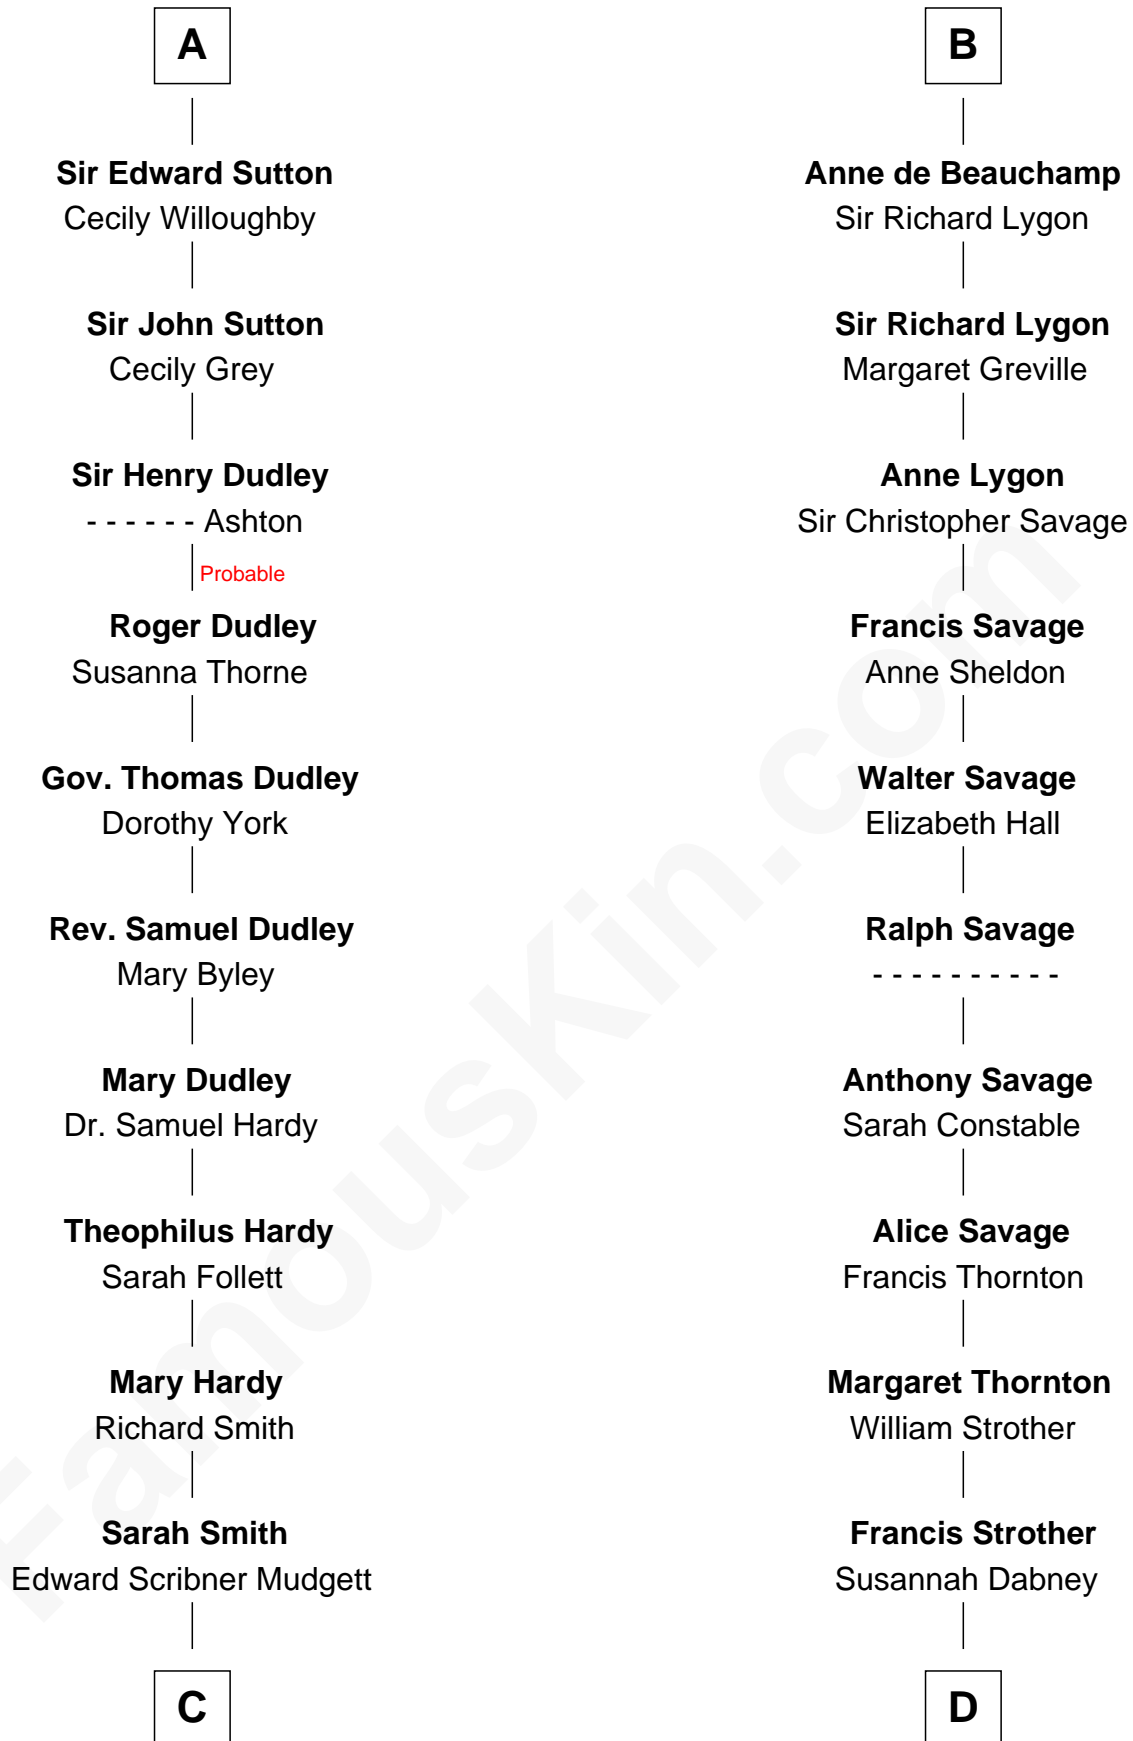 A
Sir Edward Sutton
Cecily Willoughby
Sir John Sutton
Cecily Grey
Sir Henry Dudley
- - - - - - Ashton
Probable
Roger Dudley
Susanna Thorne
Gov. Thomas Dudley
Dorothy York
Rev. Samuel Dudley
Mary Byley
Mary Dudley
Dr. Samuel Hardy
Theophilus Hardy
Sarah Follett
Mary Hardy
Richard Smith
Sarah Smith
Edward Scribner Mudgett
C
B
Anne de Beauchamp
Sir Richard Lygon
Sir Richard Lygon
Margaret Greville
Anne Lygon
Sir Christopher Savage
Francis Savage
Anne Sheldon
Walter Savage
Elizabeth Hall
Ralph Savage
- - - - - - - - - -
Anthony Savage
Sarah Constable
Alice Savage
Francis Thornton
Margaret Thornton
William Strother
Francis Strother
Susannah Dabney
D
FamousKin.com